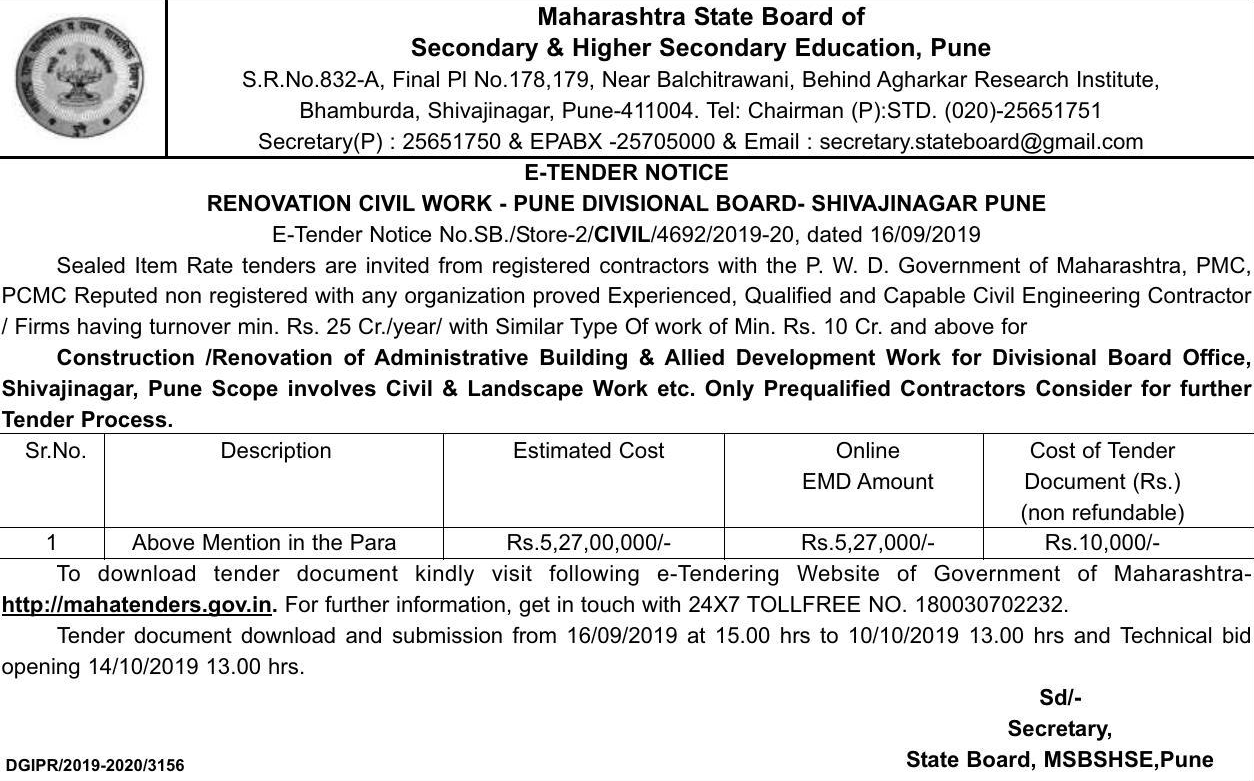 Maharashtra State Board of
Secondary & Higher Secondary Education, Pune
S.R.No.832-A, Final Pl No.178,179, Near Balchitrawani, Behind Agharkar Research Institute,
Bhamburda, Shivajinagar, Pune-411004. Tel: Chairman (P):STD. (020)-25651751
Secretary(P) : 25651750 & EPABX -25705000 & Email : secretary.stateboard@gmail.com
E-TENDER NOTICE
RENOVATION CIVIL WORK - PUNE DIVISIONAL BOARD- SHIVAJINAGAR PUNE
E-Tender Notice No.SB./Store-2/CIVIL/4692/2019-20, dated 16/09/2019
Sealed Item Rate tenders are invited from registered contractors with the P. W. D. Government of Maharashtra, PMC,
PCMC Reputed non registered with any organization proved Experienced, Qualified and Capable Civil Engineering Contractor
/ Firms having turnover min. Rs. 25 Cr./year/ with Similar Type Of work of Min. Rs. 10 Cr. and above for
Construction /Renovation of Administrative Building & Allied Development Work for Divisional Board Office,
Shivajinagar, Pune Scope involves Civil & Landscape Work etc. Only Prequalified Contractors Consider for further
Tender Process.
Sr.No. Description Estimated Cost Online Cost of Tender
EMD Amount Document (Rs.)
(non refundable)
1 Above Mention in the Para Rs.5,27,00,000/- Rs.5,27,000/- Rs.10,000/-
To download tender document kindly visit following e-Tendering Website of Government of Maharashtra-
http://mahatenders.gov.in. For further information, get in touch with 24X7 TOLLFREE NO. 180030702232.
Tender document download and submission from 16/09/2019 at 15.00 hrs to 10/10/2019 13.00 hrs and Technical bid
opening 14/10/2019 13.00 hrs.
Sd/-
Secretary,
State Board, MSBSHSE,Pune
DGIPR/2019-2020/3156